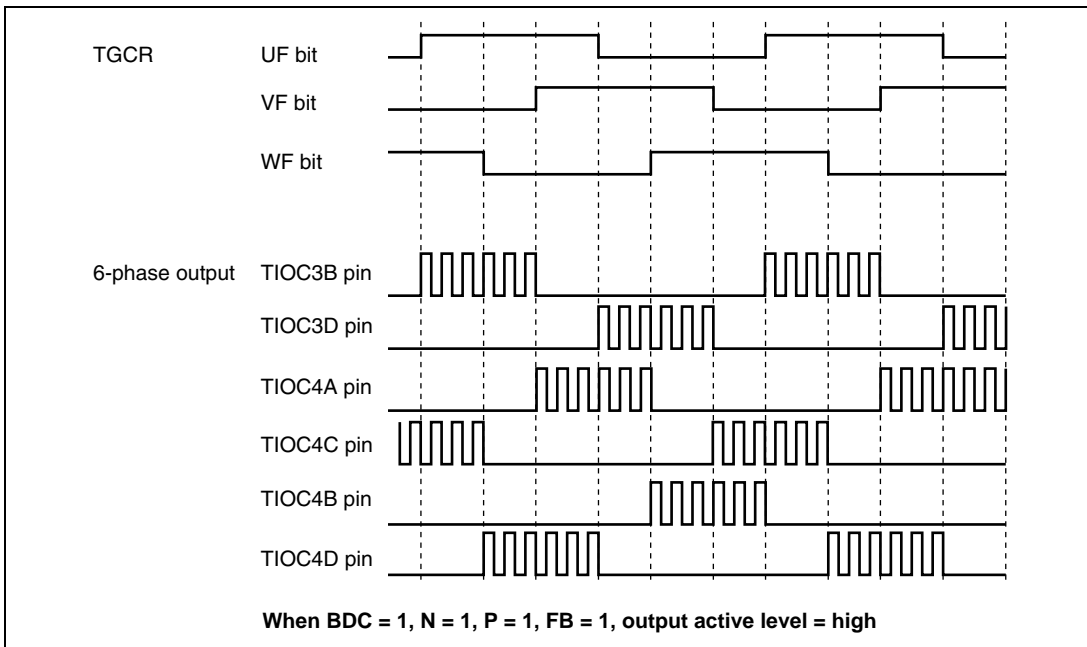 TGCR UF bit
VF bit
WF bit
6-phase output TIOC3B pin
TIOC3D pin
TIOC4A pin
TIOC4C pin
TIOC4B pin
TIOC4D pin
When BDC = 1, N = 1, P = 1, FB = 1, output active level = high